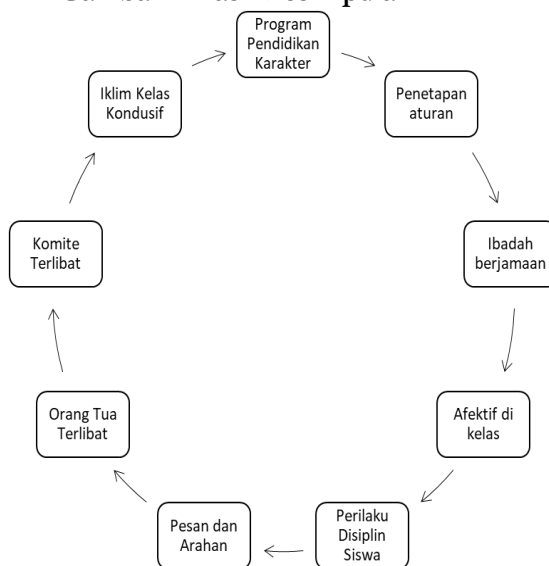 Program
Pendidikan
Karakter
Penetapan
aturan
Ibadah
berjamaan
Afektif di
kelas
Perilaku
Disiplin
Siswa
Pesan dan
Arahan
Orang Tua
Terlibat
Komite
Terlibat
Iklim Kelas
Kondusif